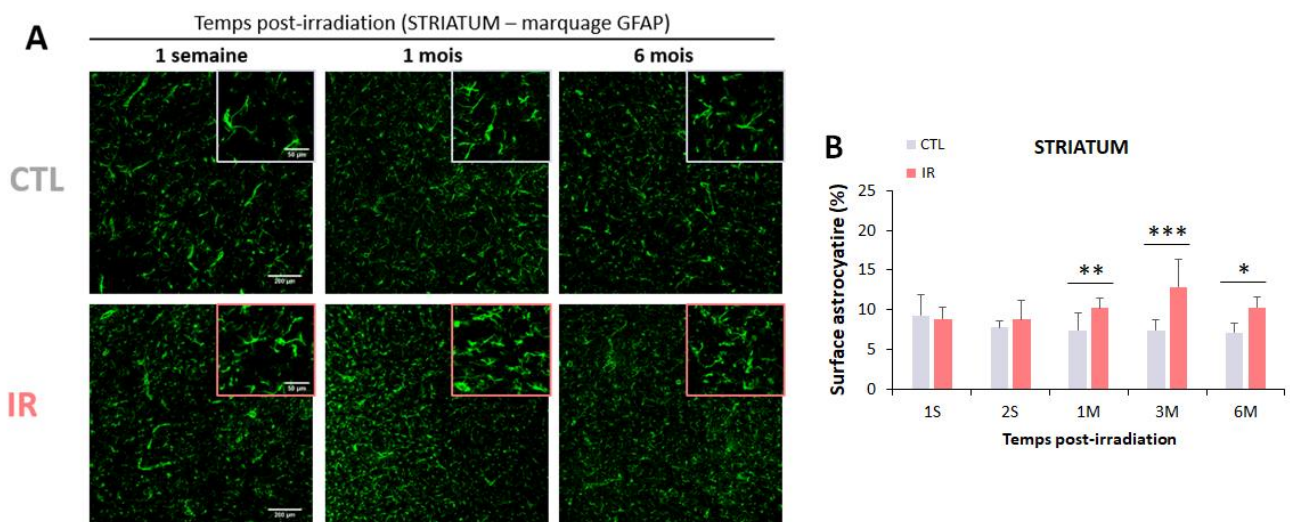 A
Temps post-irradiation (STRIATUM – marquage GFAP)
1 semaine 1 mois 6 mois
CTL
50 µm
200 µm
IR
50 µm
200 µm
B
CTL
IR
STRIATUM
Surface astrocyatire (%)
25
20
15
10
5
0
** *** *
1S 2S 1M 3M 6M
Temps post-irradiation